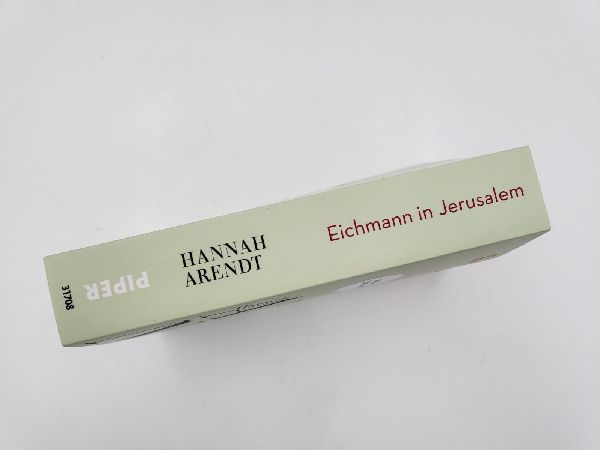 31708
PIPER
HANNAH
ARENDT
Eichmann in Jerusalem